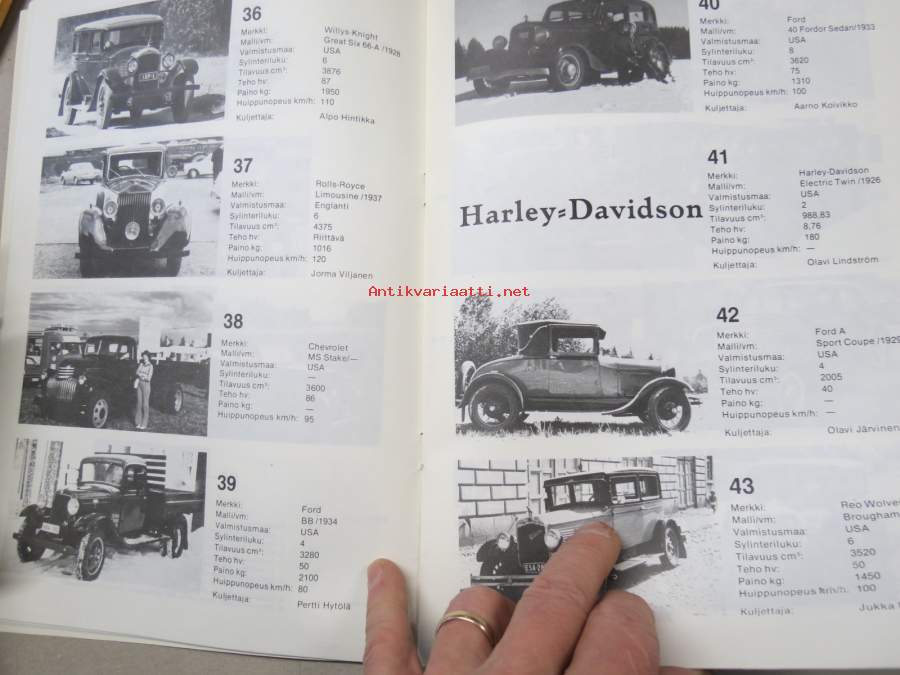 36
Merkki: Willys-Knight
Malli/vm: Great Six 66-A /1928
Valmistusmaa: USA
Sylinteriluku: 6
Tilavuus cm³: 3876
Teho hv: 87
Paino kg: 1950
Huippunopeus km/h: 110
Kuljettaja: Alpo Hintikka
37
Merkki: Rolls-Royce
Malli/vm: Limousine/1937
Valmistusmaa: Englanti
Sylinteriluku: 6
Tilavuus cm³: 4375
Teho hv: Riittävä
Paino kg: 1016
Huippunopeus km/h: 120
Kuljettaja: Jorma Viljanen
38
Merkki: Chevrolet
Malli/vm: MS Stake/—
Valmistusmaa: USA
Sylinteriluku: —
Tilavuus cm³: 3600
Teho hv: 86
Paino kg: —
Huippunopeus km/h: 95
39
Merkki: Ford
Malli/vm: BB/1934
Valmistusmaa: USA
Sylinteriluku: 4
Tilavuus cm³: 3280
Teho hv: 50
Paino kg: 2100
Huippunopeus km/h: 80
Kuljettaja: Pertti Hytölä
40
Merkki: Ford
Malli/vm: 40 Fordor Sedan/1933
Valmistusmaa: USA
Sylinteriluku: 8
Tilavuus cm³: 3620
Teho hv: 75
Paino kg: 1310
Huippunopeus km/h: 100
Kuljettaja: Aarno Koivikko
Harley-Davidson
41
Merkki: Harley-Davidson
Malli/vm: Electric Twin/1926
Valmistusmaa: USA
Sylinteriluku: 2
Tilavuus cm³: 988,83
Teho hv: 8,76
Paino kg: 180
Huippunopeus km/h: —
Kuljettaja: Olavi Lindström
Antikvariaatti.net
42
Merkki: Ford A
Malli/vm: Sport Coupe/1929
Valmistusmaa: USA
Sylinteriluku: 4
Tilavuus cm³: 2005
Teho hv: 40
Paino kg: —
Huippunopeus km/h: —
Kuljettaja: Olavi Järvinen
43
Merkki: Reo Wolver
Malli/vm: Brougham
Valmistusmaa: USA
Sylinteriluku: 6
Tilavuus cm³: 3520
Teho hv: 50
Paino kg: 1450
Huippunopeus km/h: 100
Kuljettaja: Jukka